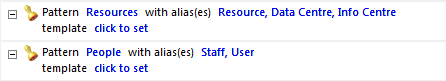 Pattern Resources with alias(es) Resource, Data Centre, Info Centre
template click to set
Pattern People with alias(es) Staff, User
template click to set